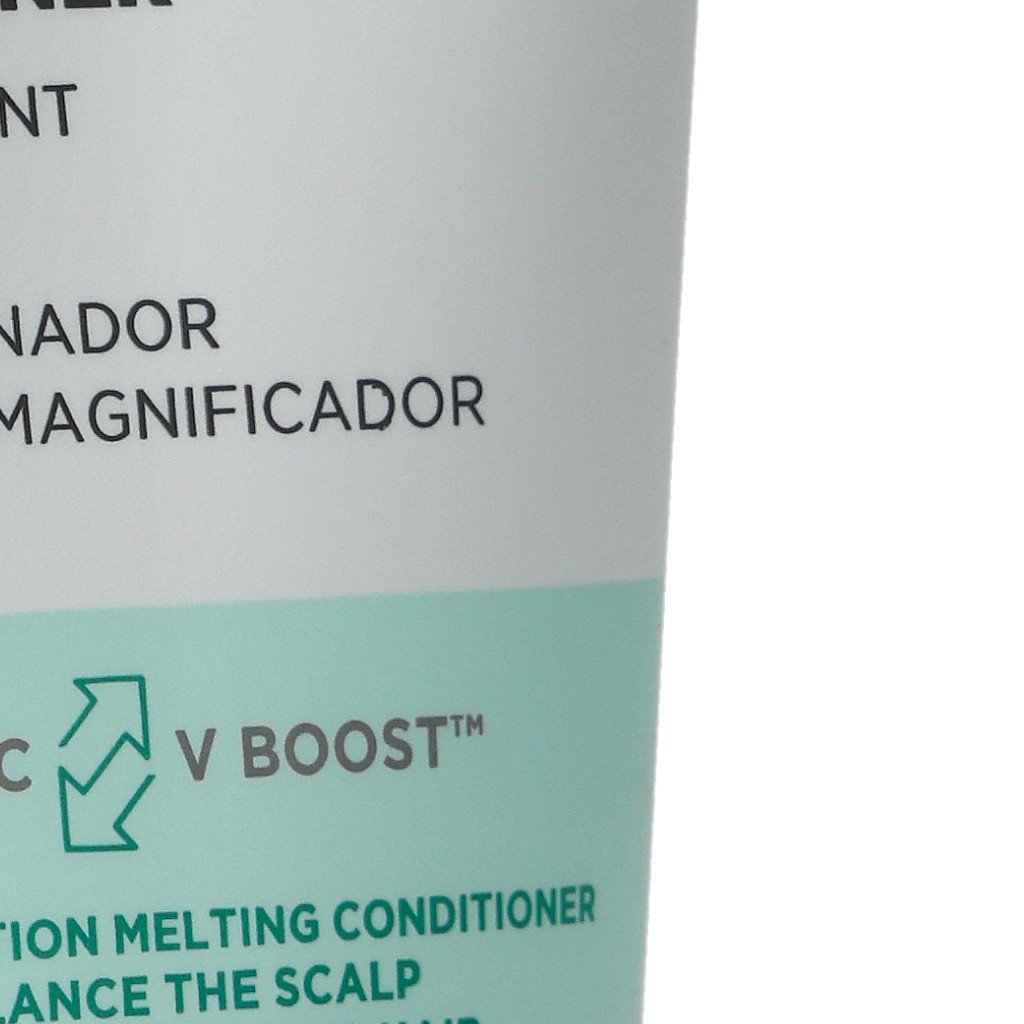 NT
NADOR
MAGNIFICADOR
C V BOOST™
TION MELTING CONDITIONER
LANCE THE SCALP